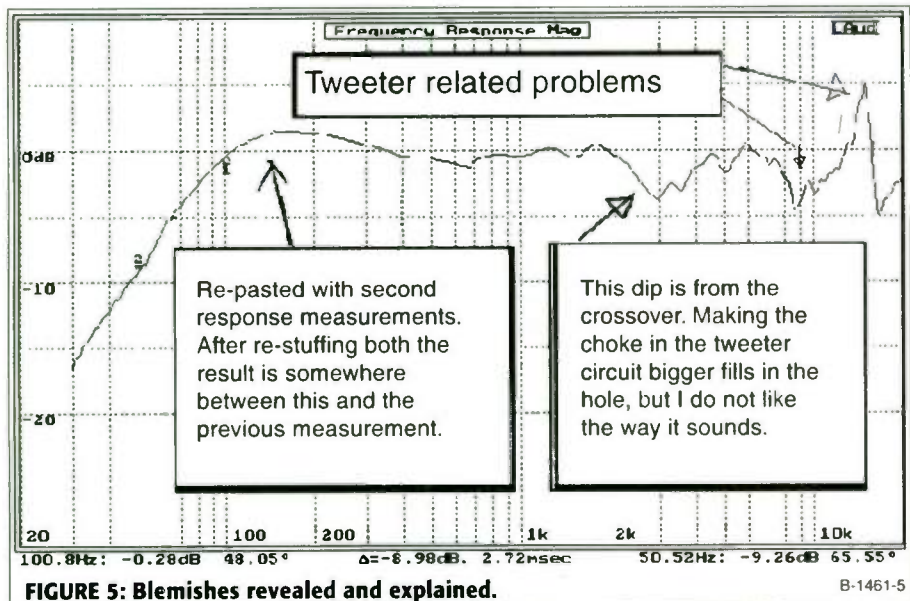 Frequency Response Mag
LAud
Tweeter related problems
0dB
1
2
-10
-20
Re-pasted with second
response measurements.
After re-stuffing both the
result is somewhere
between this and the
previous measurement.
This dip is from the
crossover. Making the
choke in the tweeter
circuit bigger fills in the
hole, but I do not like
the way it sounds.
20 100 200 1k 2k 10k
100.8Hz: -0.28dB 48.05° Δ=-8.98dB. 2.72msec 50.52Hz: -9.26dB 65.55°
FIGURE 5: Blemishes revealed and explained.
B-1461-5